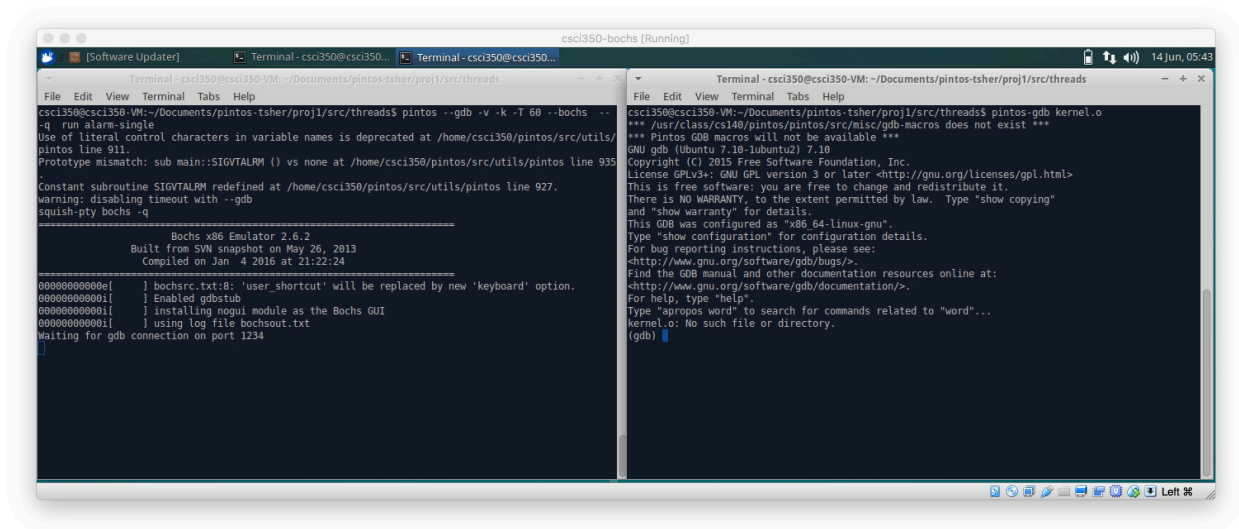 csci350-bochs [Running]
[Software Updater]
Terminal - csci350@csci350...
Terminal - csci350@csci350...
14 Jun, 05:43
Terminal - csci350@csci350-VM: ~/Documents/pintos-tsher/proj1/src/threads
File Edit View Terminal Tabs Help
csci350@csci350-VM:~/Documents/pintos-tsher/proj1/src/threads$ pintos --gdb -v -k -T 60 --bochs --
-q run alarm-single
Use of literal control characters in variable names is deprecated at /home/csci350/pintos/src/utils/
pintos line 911.
Prototype mismatch: sub main::SIGVTALRM () vs none at /home/csci350/pintos/src/utils/pintos line 935
.
Constant subroutine SIGVTALRM redefined at /home/csci350/pintos/src/utils/pintos line 927.
warning: disabling timeout with --gdb
squish-pty bochs -q
========================================================================
Bochs x86 Emulator 2.6.2
Built from SVN snapshot on May 26, 2013
Compiled on Jan 4 2016 at 21:22:24
========================================================================
00000000000e[ ] bochsrc.txt:8: 'user_shortcut' will be replaced by new 'keyboard' option.
00000000000i[ ] Enabled gdbstub
00000000000i[ ] installing nogui module as the Bochs GUI
00000000000i[ ] using log file bochsout.txt
Waiting for gdb connection on port 1234
Terminal - csci350@csci350-VM: ~/Documents/pintos-tsher/proj1/src/threads
File Edit View Terminal Tabs Help
csci350@csci350-VM:~/Documents/pintos-tsher/proj1/src/threads$ pintos-gdb kernel.o
*** /usr/class/cs140/pintos/pintos/src/misc/gdb-macros does not exist ***
*** Pintos GDB macros will not be available ***
GNU gdb (Ubuntu 7.10-1ubuntu2) 7.10
Copyright (C) 2015 Free Software Foundation, Inc.
License GPLv3+: GNU GPL version 3 or later <http://gnu.org/licenses/gpl.html>
This is free software: you are free to change and redistribute it.
There is NO WARRANTY, to the extent permitted by law. Type "show copying"
and "show warranty" for details.
This GDB was configured as "x86_64-linux-gnu".
Type "show configuration" for configuration details.
For bug reporting instructions, please see:
<http://www.gnu.org/software/gdb/bugs/>.
Find the GDB manual and other documentation resources online at:
<http://www.gnu.org/software/gdb/documentation/>.
For help, type "help".
Type "apropos word" to search for commands related to "word"...
kernel.o: No such file or directory.
(gdb)
Left ⌘